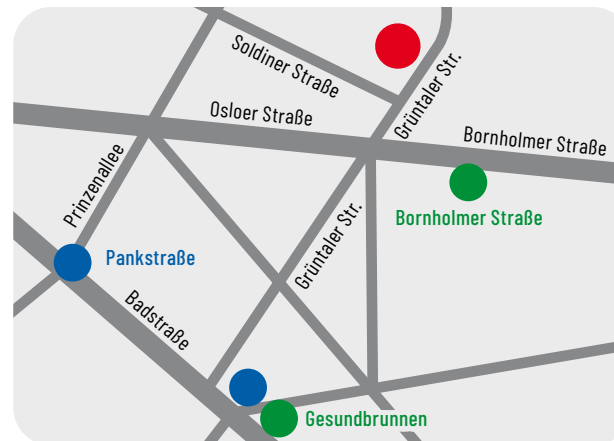 Soldiner Straße
Grüntaler Str.
Osloer Straße
Bornholmer Straße
Prinzenallee
Bornholmer Straße
Grüntaler Str.
Pankstraße
Badstraße
Gesundbrunnen